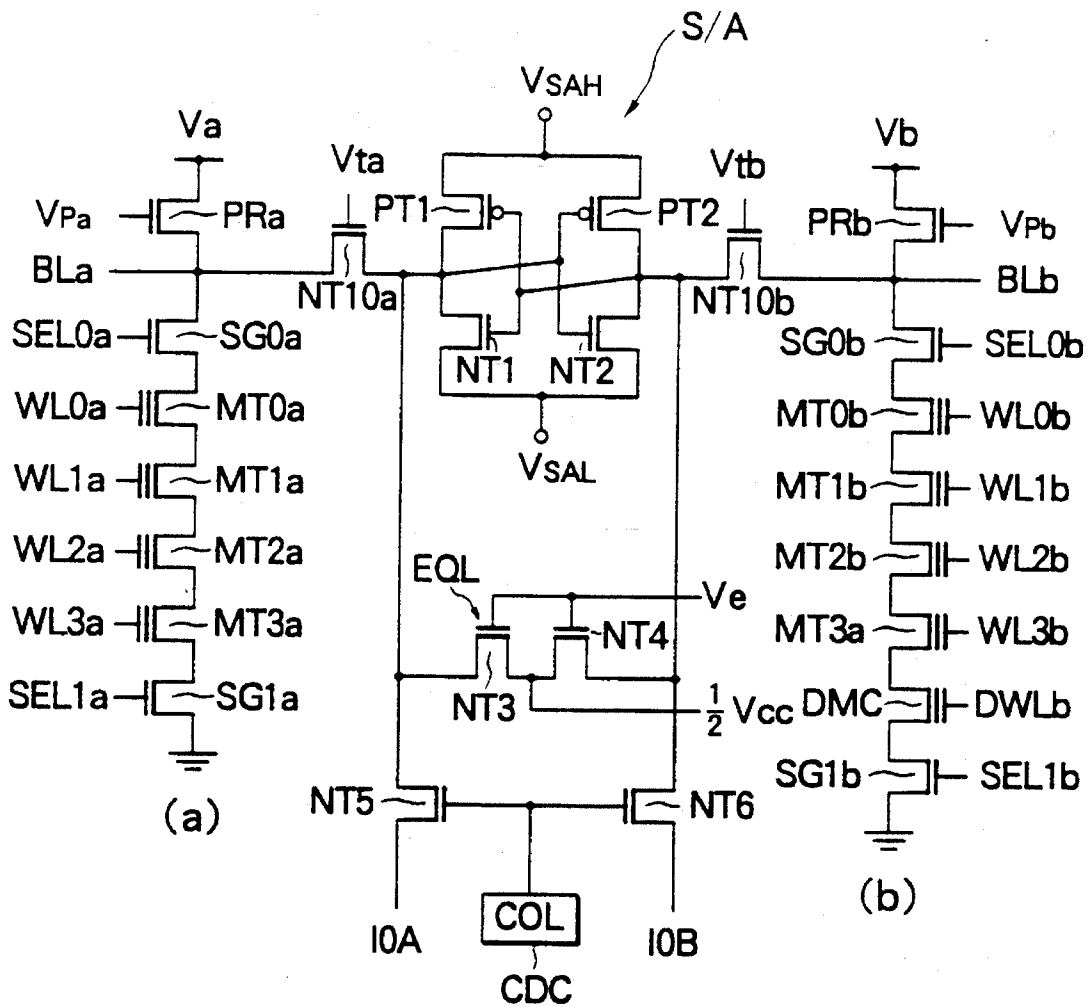 S/A
VSAH
Va
Vb
Vta
Vtb
VPa
PRa
PT1
PT2
PRb
VPb
BLa
NT10a
NT10b
BLb
SEL0a
SG0a
NT1
NT2
SG0b
SEL0b
WL0a
MT0a
MT0b
WL0b
VSAL
WL1a
MT1a
MT1b
WL1b
WL2a
MT2a
MT2b
WL2b
EQL
Ve
WL3a
MT3a
NT4
MT3a
WL3b
SEL1a
SG1a
NT3
1/2 Vcc
DMC
DWLb
SG1b
SEL1b
(a)
NT5
NT6
(b)
COL
I0A
I0B
CDC